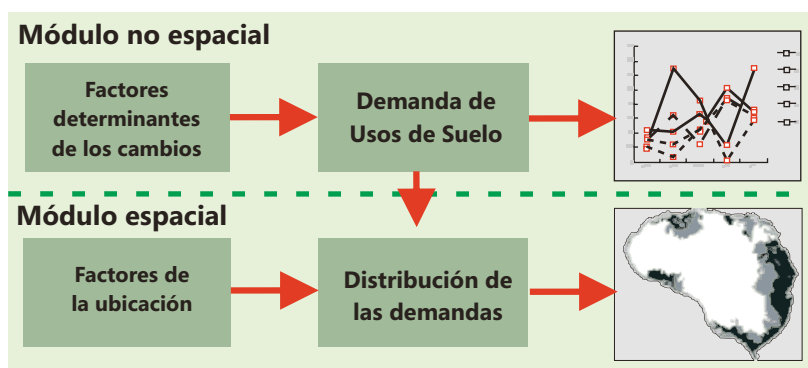 Módulo no espacial
Factores
determinantes
de los cambios
Demanda de
Usos de Suelo
Módulo espacial
Factores de
la ubicación
Distribución de
las demandas